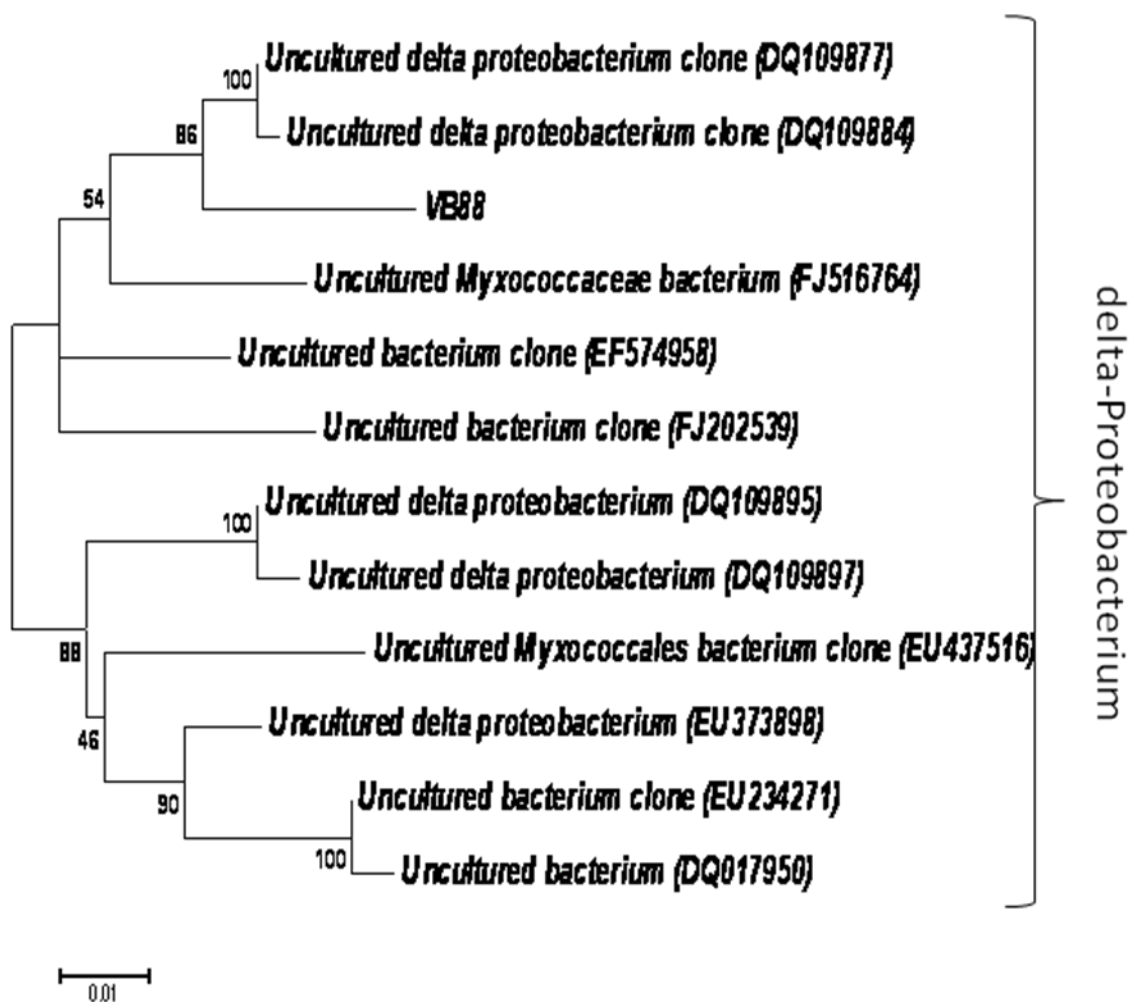 Uncultured delta proteobacterium clone (DQ109877)
100
Uncultured delta proteobacterium clone (DQ109884)
86
54
VB88
Uncultured Myxococcaceae bacterium (FJ516764)
Uncultured bacterium clone (EF574958)
Uncultured bacterium clone (FJ202539)
Uncultured delta proteobacterium (DQ109895)
100
Uncultured delta proteobacterium (DQ109897)
88
Uncultured Myxococcales bacterium clone (EU437516)
Uncultured delta proteobacterium (EU373898)
46
90
Uncultured bacterium clone (EU234271)
100
Uncultured bacterium (DQ017950)
delta-Proteobacterium
0.01